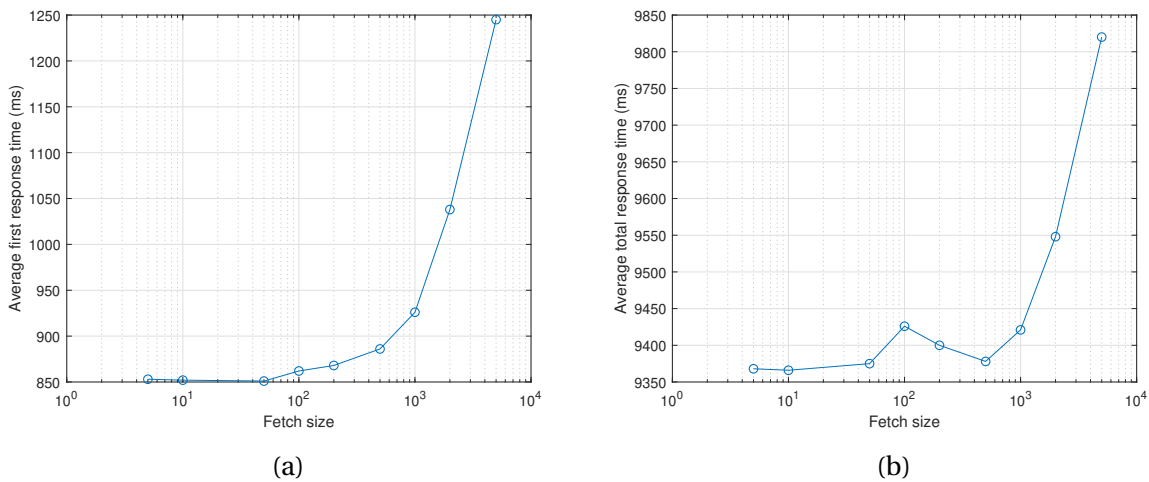 1250
1200
1150
1100
1050
1000
950
900
850
Average first response time (ms)
10^0 10^1 10^2 10^3 10^4
Fetch size
(a)
9850
9800
9750
9700
9650
9600
9550
9500
9450
9400
9350
Average total response time (ms)
10^0 10^1 10^2 10^3 10^4
Fetch size
(b)